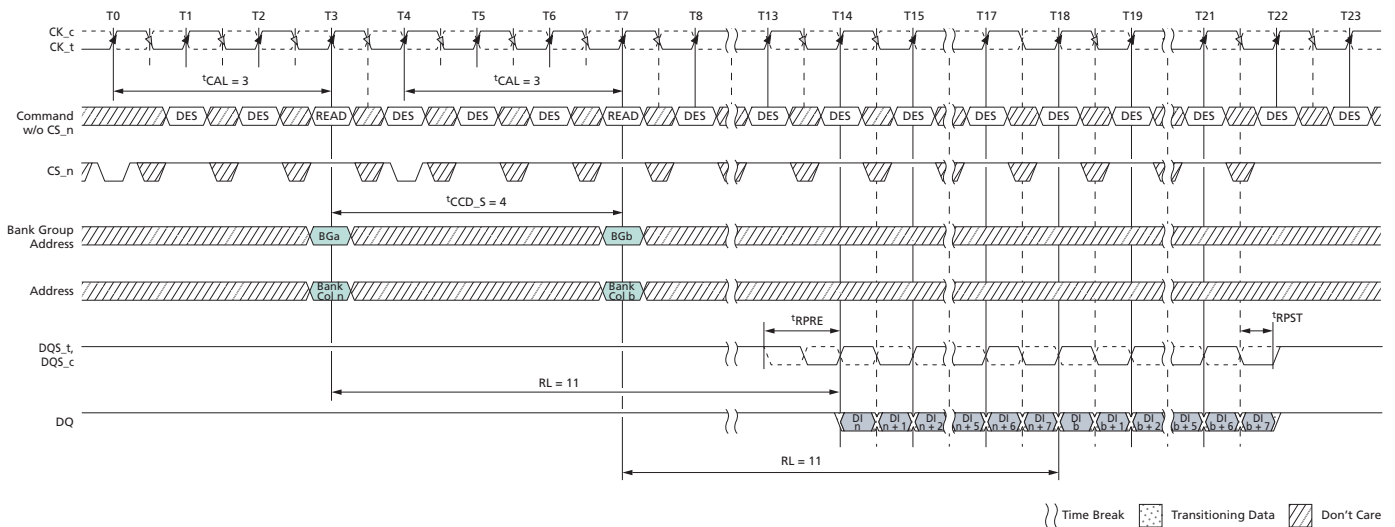 T0 T1 T2 T3 T4 T5 T6 T7 T8 T13 T14 T15 T17 T18 T19 T21 T22 T23
CK_c
CK_t
tCAL = 3 tCAL = 3
Command
w/o CS_n
DES DES READ DES DES DES READ DES DES DES DES DES DES DES DES DES DES
CS_n
tCCD_S = 4
Bank Group
Address
BGa BGb
Address
Bank
Col n
Bank
Col b
tRPRE tRPST
DQS_t,
DQS_c
RL = 11
DQ
DI
n
DI
n + 1
DI
n + 2
DI
n + 5
DI
n + 6
DI
n + 7
DI
b
DI
b + 1
DI
b + 2
DI
b + 5
DI
b + 6
DI
b + 7
RL = 11
Time Break Transitioning Data Don't Care